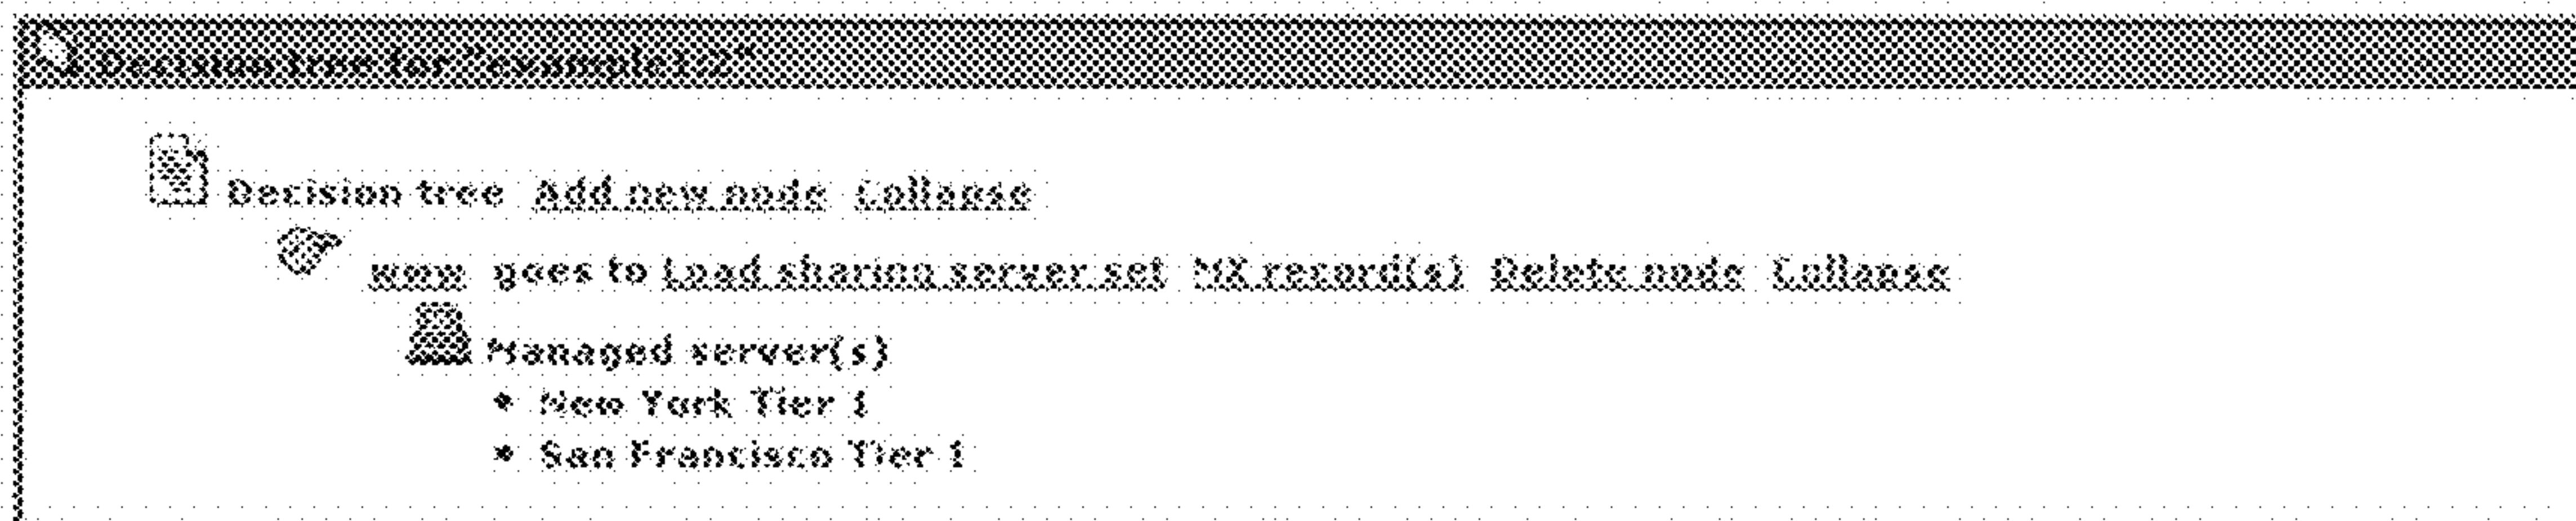 Decision tree for "example1:2"
Decision tree Add new node Collapse
www goes to Load sharing server set MX record(s) Delete node Collapse
Managed server(s)
• New York Tier 1
• San Francisco Tier 1